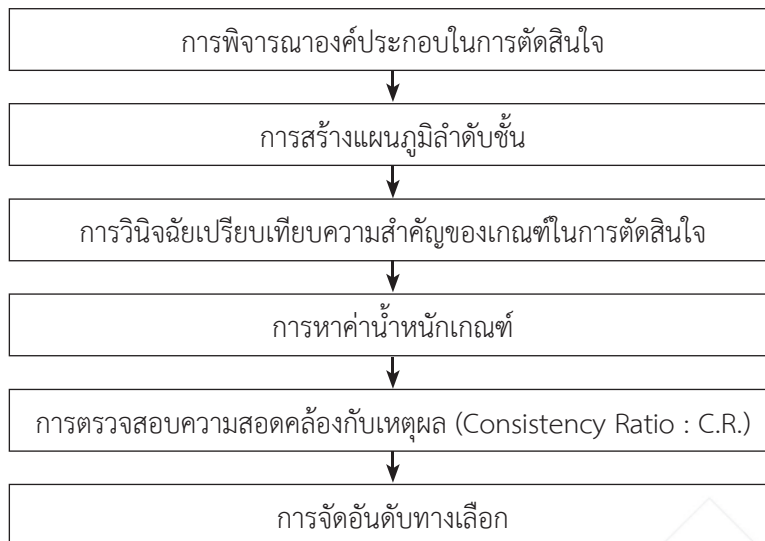 การพิจารณาองค์ประกอบในการตัดสินใจ
การสร้างแผนภูมิลำดับชั้น
การวินิจฉัยเปรียบเทียบความสำคัญของเกณฑ์ในการตัดสินใจ
การหาค่าน้ำหนักเกณฑ์
การตรวจสอบความสอดคล้องกับเหตุผล (Consistency Ratio : C.R.)
การจัดอันดับทางเลือก